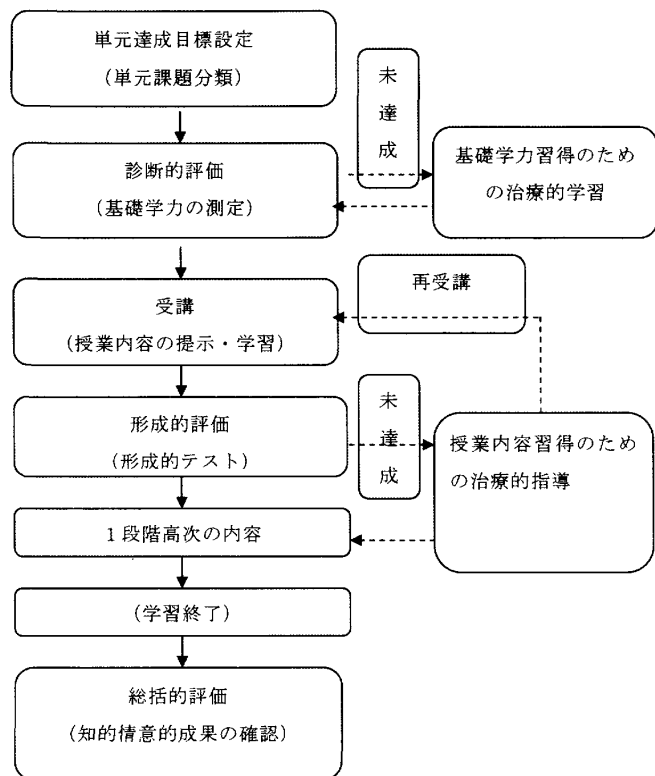 単元達成目標設定
(単元課題分類)
未
達
成
診断的評価
(基礎学力の測定)
基礎学力習得のため
の治療的学習
受講
(授業内容の提示・学習)
再受講
形成的評価
(形成的テスト)
未
達
成
授業内容習得のため
の治療的指導
1段階高次の内容
(学習終了)
総括的評価
(知的情意的成果の確認)